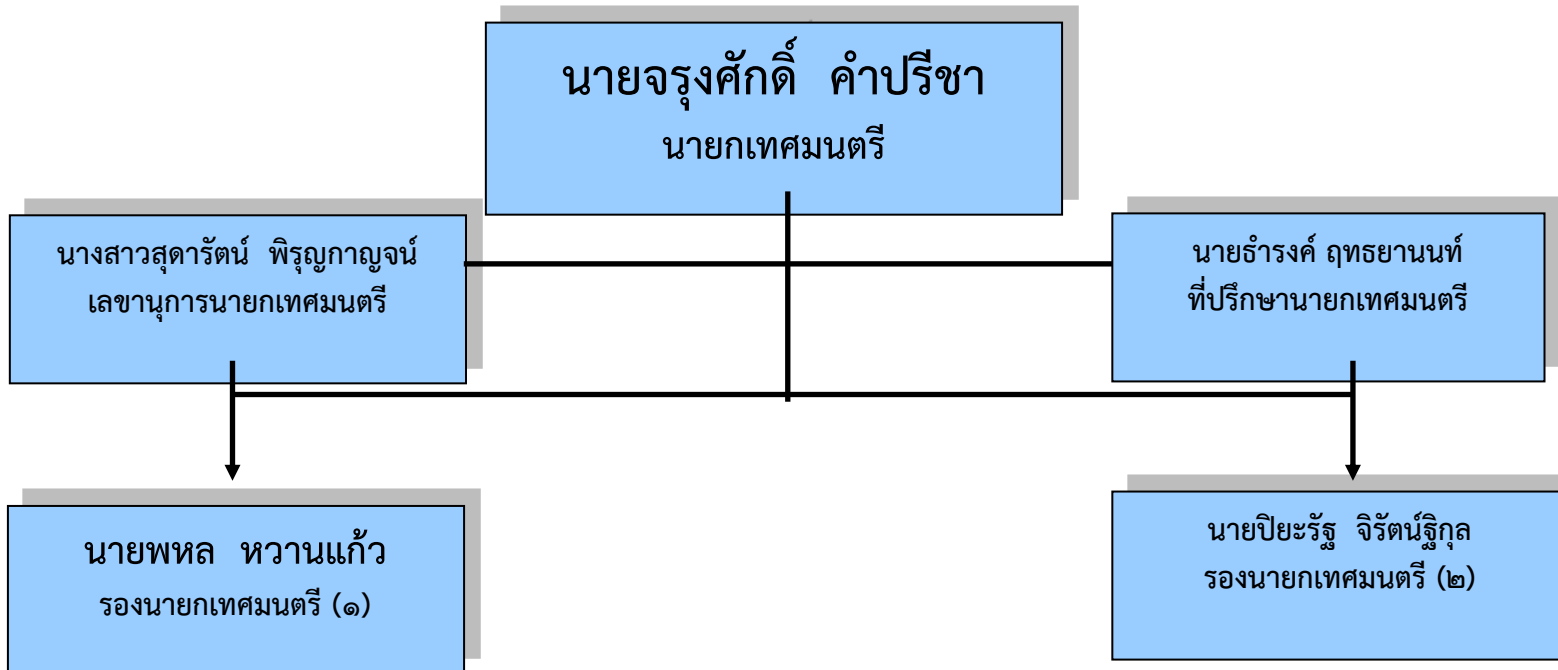 นายจรุงศักดิ์ คำปรีชา
นายกเทศมนตรี
นางสาวสุดารัตน์ พิรุญกาญจน์
เลขานุการนายกเทศมนตรี
นายธำรงค์ ฤทธยานนท์
ที่ปรึกษานายกเทศมนตรี
นายพหล หวานแก้ว
รองนายกเทศมนตรี (๑)
นายปิยะรัฐ จิรัตน์ฐิกุล
รองนายกเทศมนตรี (๒)